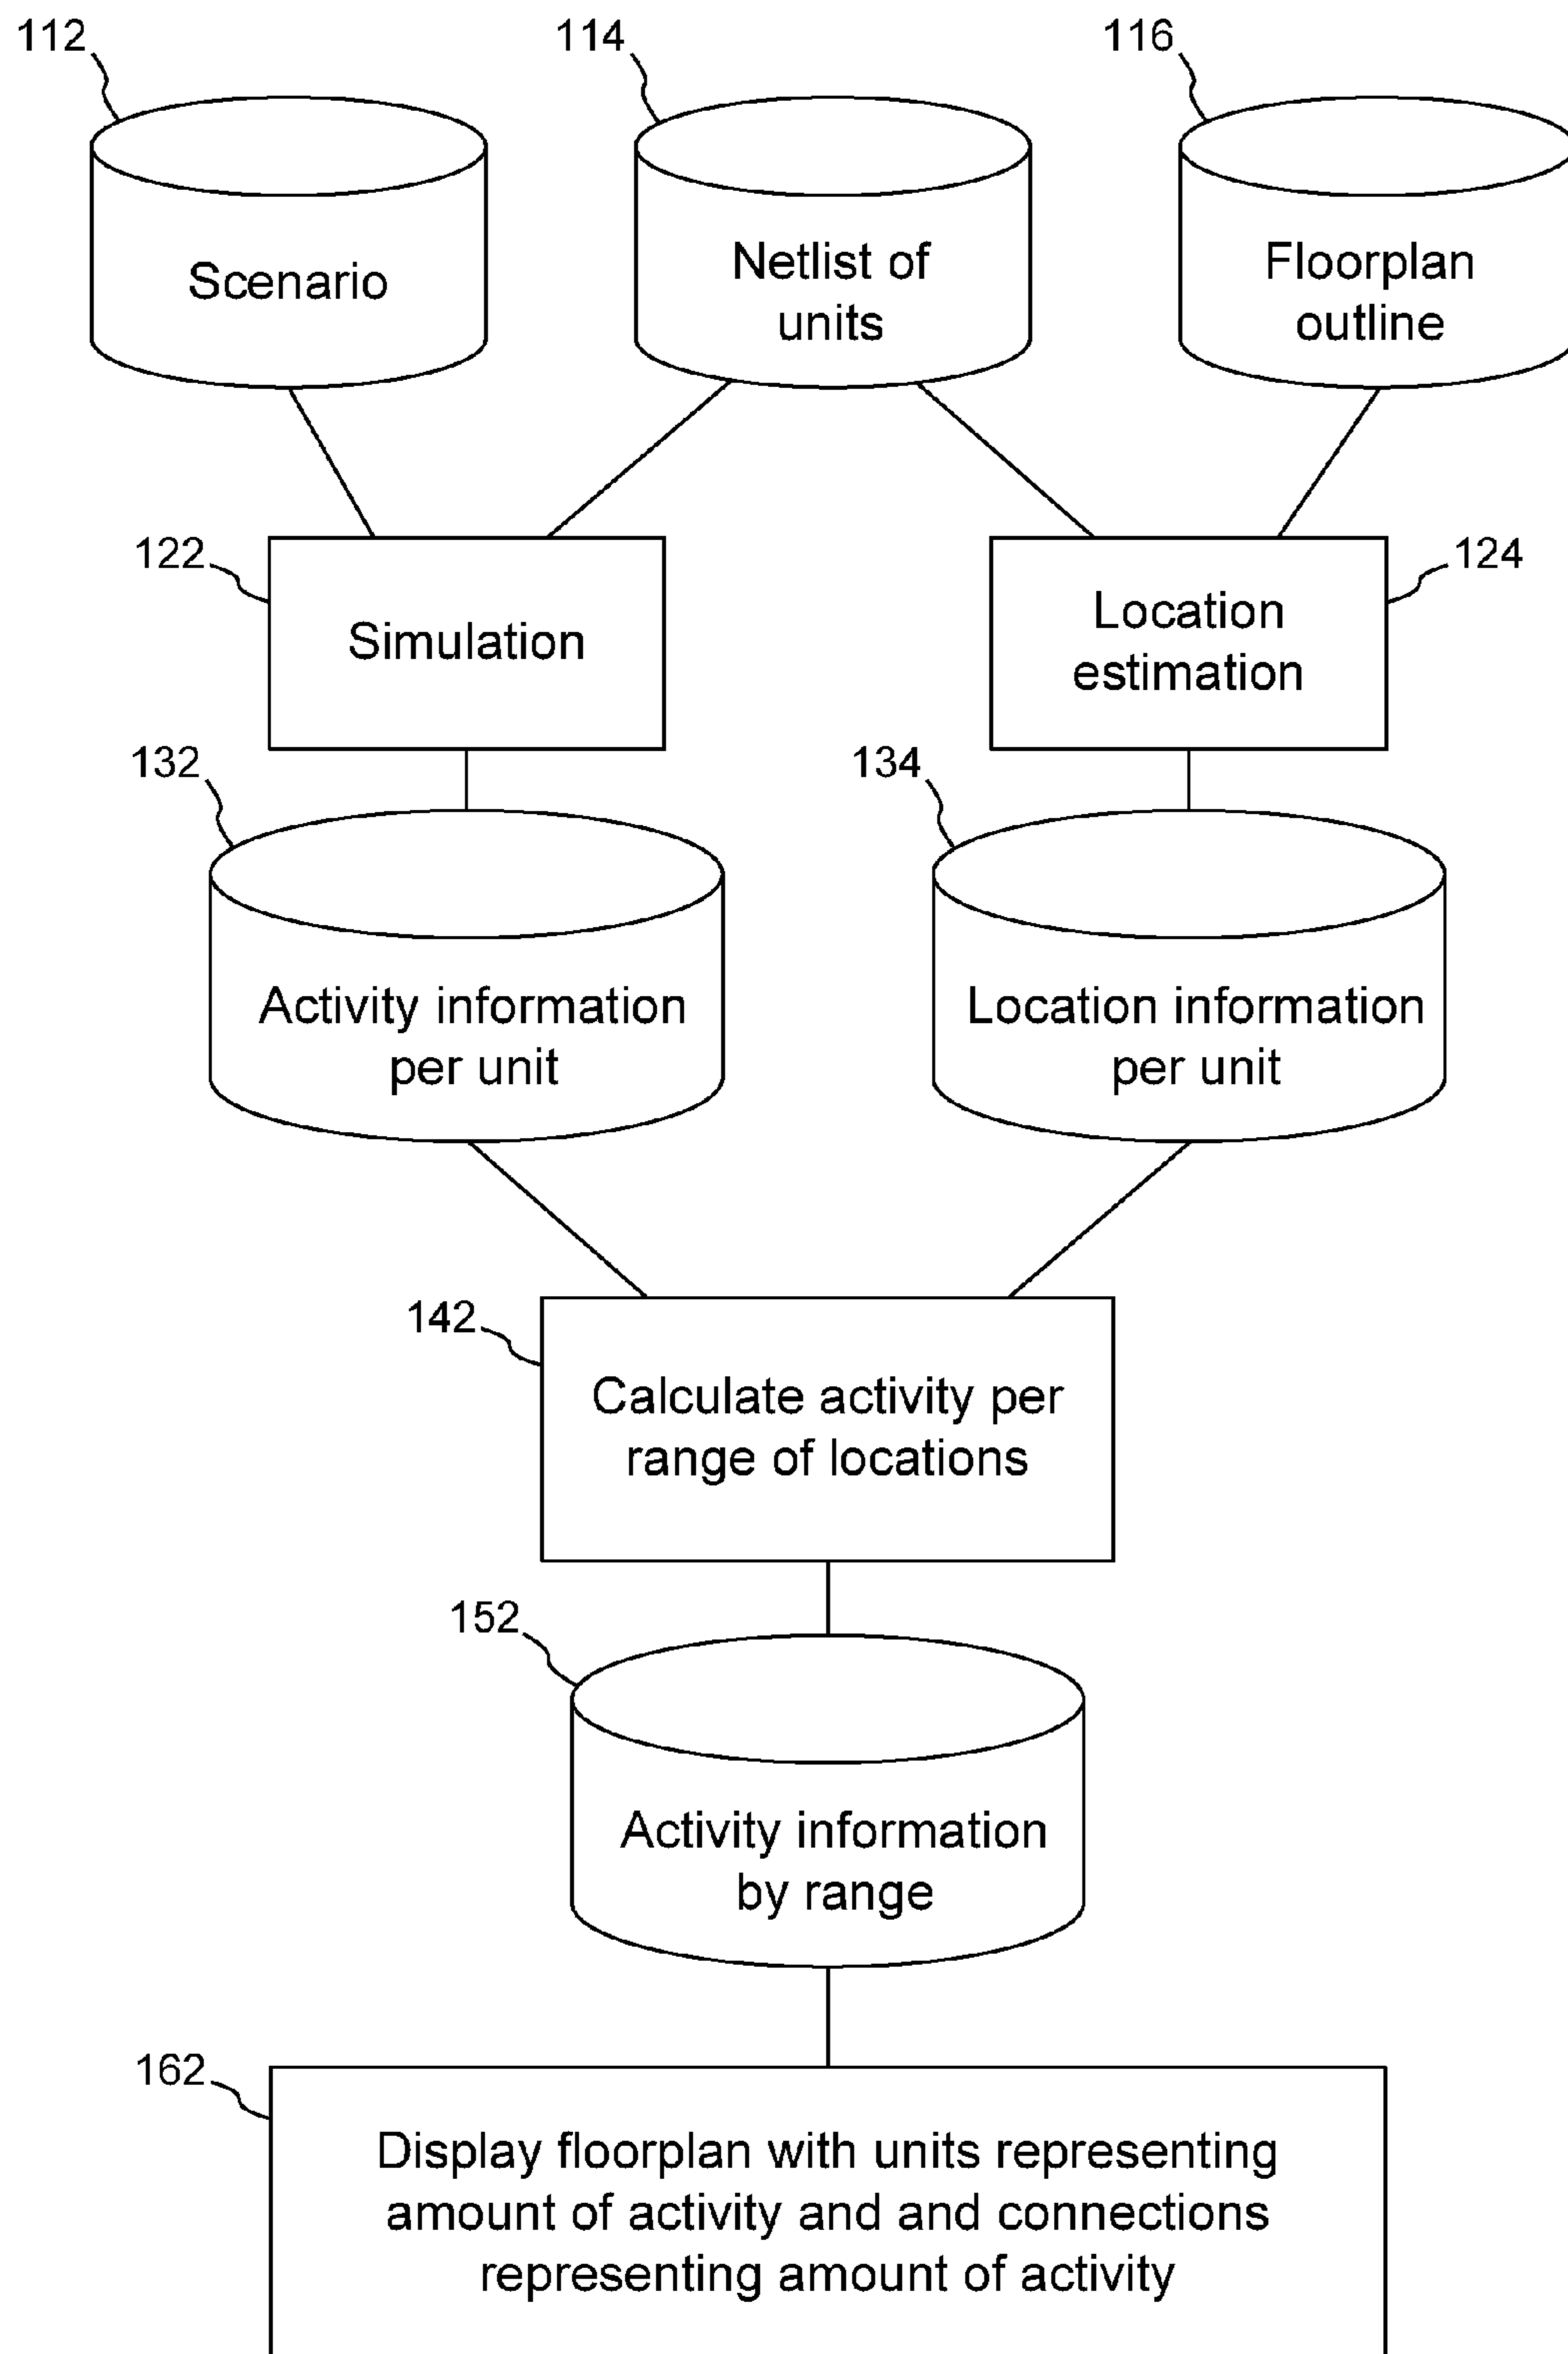 112
114
116
Scenario
Netlist of
units
Floorplan
outline
122
Simulation
Location
estimation
124
132
134
Activity information
per unit
Location information
per unit
142
Calculate activity per
range of locations
152
Activity information
by range
162
Display floorplan with units representing
amount of activity and and connections
representing amount of activity